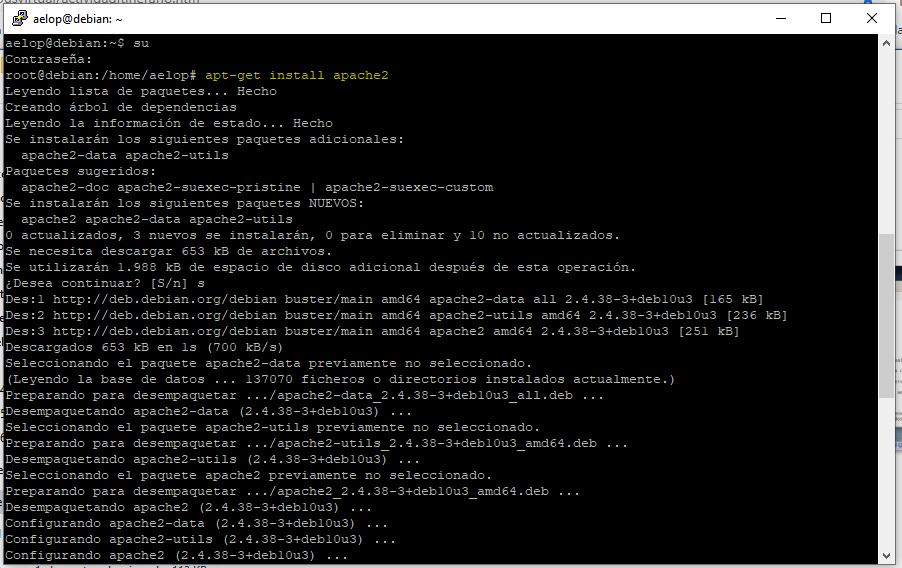 aelop@debian: ~
aelop@debian:~$ su
Contraseña:
root@debian:/home/aelop# apt-get install apache2
Leyendo lista de paquetes... Hecho
Creando árbol de dependencias
Leyendo la información de estado... Hecho
Se instalarán los siguientes paquetes adicionales:
  apache2-data apache2-utils
Paquetes sugeridos:
  apache2-doc apache2-suexec-pristine | apache2-suexec-custom
Se instalarán los siguientes paquetes NUEVOS:
  apache2 apache2-data apache2-utils
0 actualizados, 3 nuevos se instalarán, 0 para eliminar y 10 no actualizados.
Se necesita descargar 653 kB de archivos.
Se utilizarán 1.988 kB de espacio de disco adicional después de esta operación.
¿Desea continuar? [S/n] s
Des:1 http://deb.debian.org/debian buster/main amd64 apache2-data all 2.4.38-3+deb10u3 [165 kB]
Des:2 http://deb.debian.org/debian buster/main amd64 apache2-utils amd64 2.4.38-3+deb10u3 [236 kB]
Des:3 http://deb.debian.org/debian buster/main amd64 apache2 amd64 2.4.38-3+deb10u3 [251 kB]
Descargados 653 kB en 1s (700 kB/s)
Seleccionando el paquete apache2-data previamente no seleccionado.
(Leyendo la base de datos ... 137070 ficheros o directorios instalados actualmente.)
Preparando para desempaquetar .../apache2-data_2.4.38-3+deb10u3_all.deb ...
Desempaquetando apache2-data (2.4.38-3+deb10u3) ...
Seleccionando el paquete apache2-utils previamente no seleccionado.
Preparando para desempaquetar .../apache2-utils_2.4.38-3+deb10u3_amd64.deb ...
Desempaquetando apache2-utils (2.4.38-3+deb10u3) ...
Seleccionando el paquete apache2 previamente no seleccionado.
Preparando para desempaquetar .../apache2_2.4.38-3+deb10u3_amd64.deb ...
Desempaquetando apache2 (2.4.38-3+deb10u3) ...
Configurando apache2-data (2.4.38-3+deb10u3) ...
Configurando apache2-utils (2.4.38-3+deb10u3) ...
Configurando apache2 (2.4.38-3+deb10u3) ...